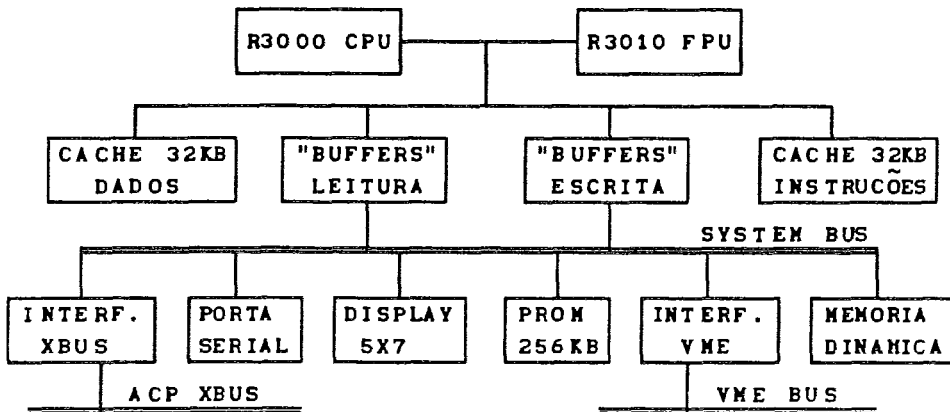 R3000 CPU
R3010 FPU
CACHE 32KB
DADOS
"BUFFERS"
LEITURA
"BUFFERS"
ESCRITA
CACHE 32KB
INSTRUCÕES
SYSTEM BUS
INTERF.
XBUS
PORTA
SERIAL
DISPLAY
5X7
PROM
256KB
INTERF.
VME
MEMORIA
DINAMICA
ACP XBUS
VME BUS